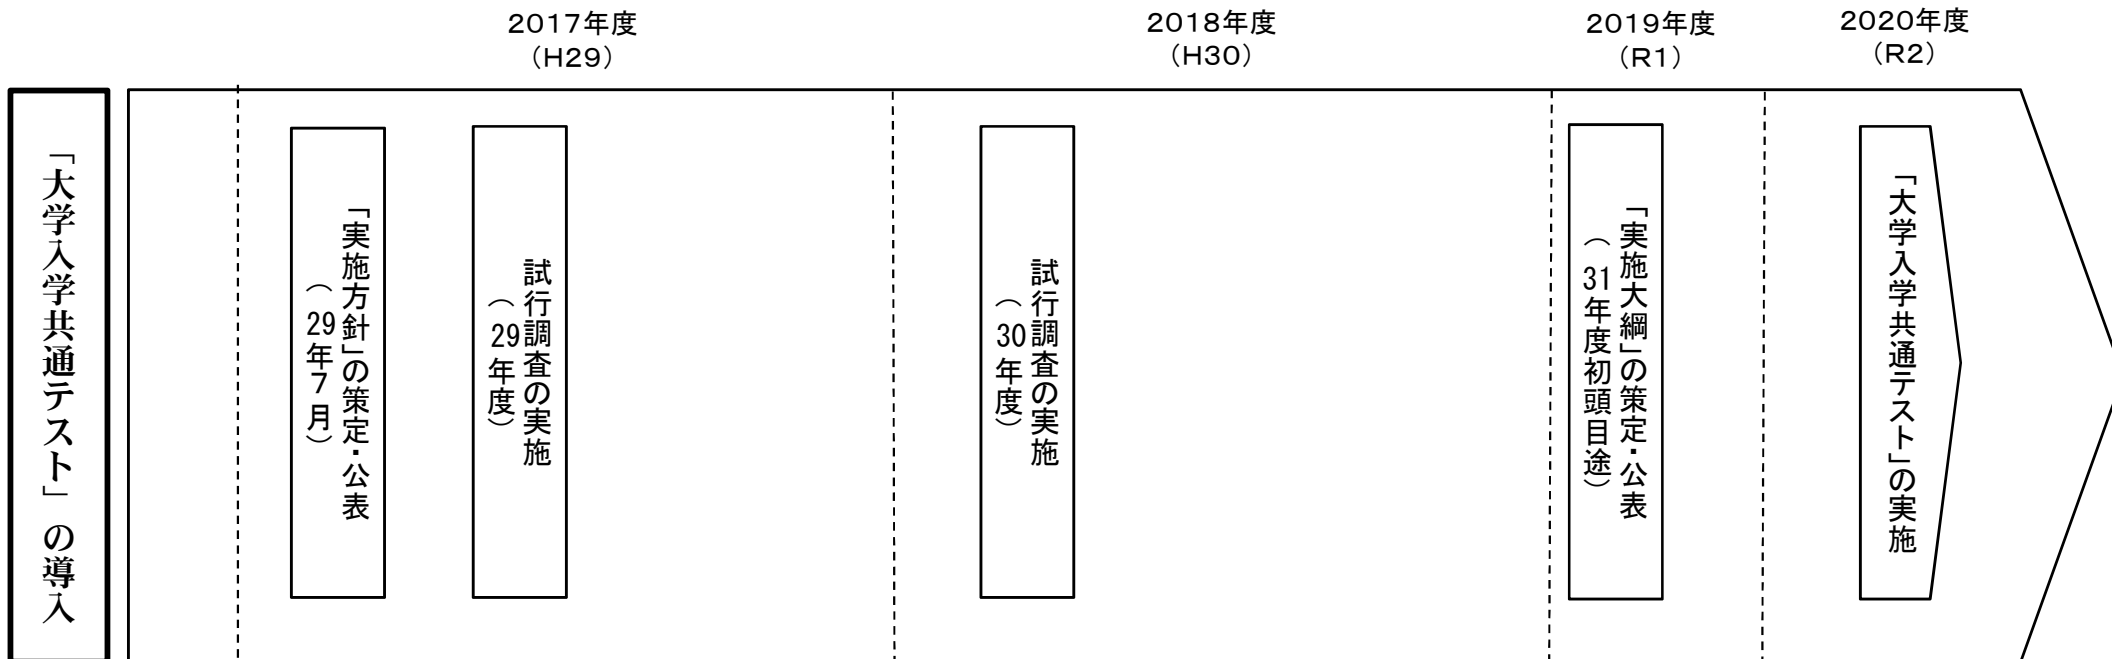 2017年度
（H29）
2018年度
（H30）
2019年度
（R1）
2020年度
（R2）
「大学入学共通テスト」の導入
「実施方針」の策定・公表
（29年７月）
試行調査の実施
（29年度）
試行調査の実施
（30年度）
「実施大綱」の策定・公表
（31年度初頭目途）
「大学入学共通テスト」の実施